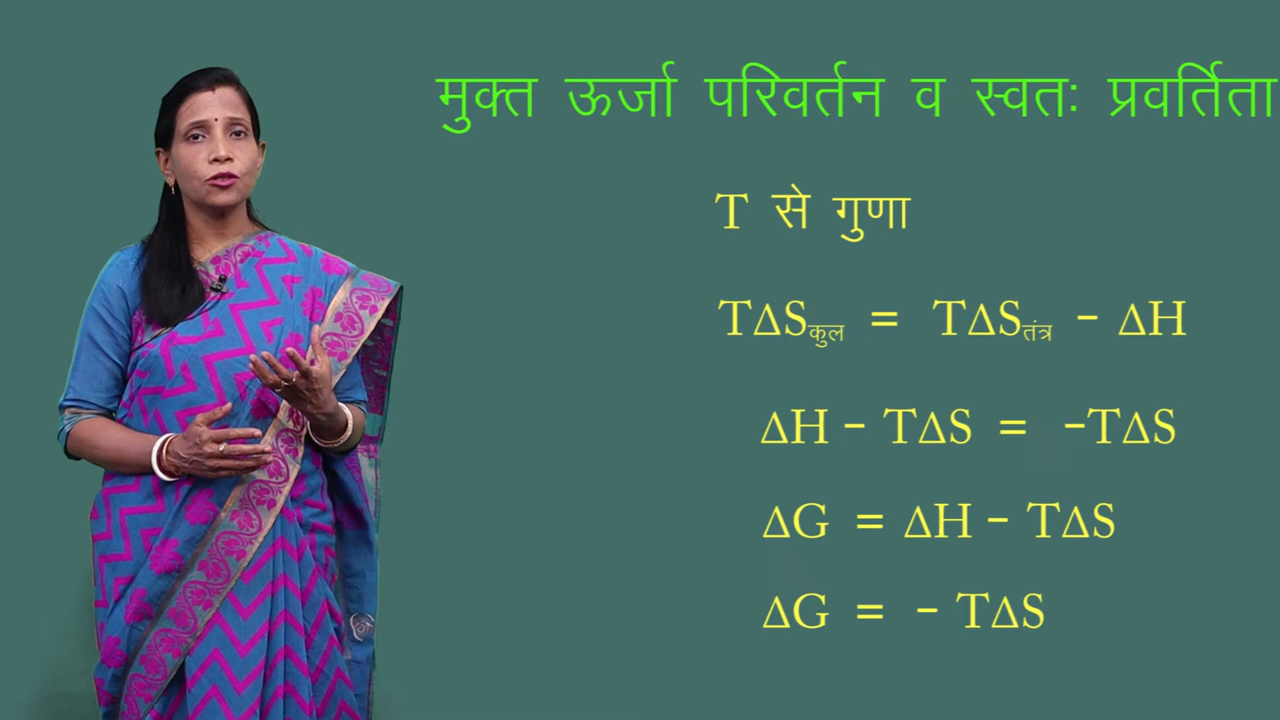 मुक्त ऊर्जा परिवर्तन व स्वतः प्रवर्तिता
T से गुणा
TΔSकुल = TΔSतंत्र - ΔH
ΔH - TΔS = -TΔS
ΔG = ΔH - TΔS
ΔG = - TΔS